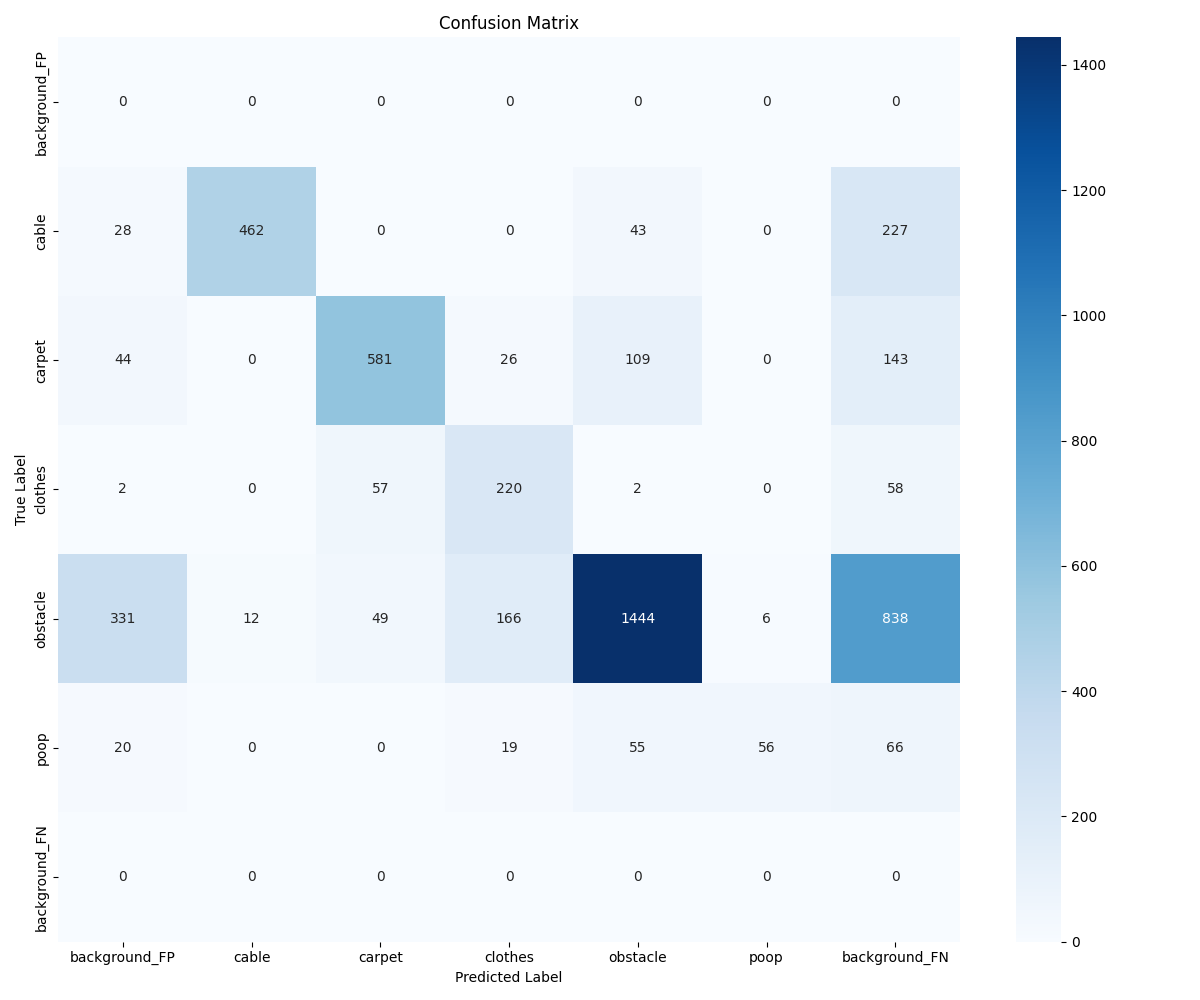 Confusion Matrix
True Label
background_FP 0 0 0 0 0 0 0
cable 28 462 0 0 43 0 227
carpet 44 0 581 26 109 0 143
clothes 2 0 57 220 2 0 58
obstacle 331 12 49 166 1444 6 838
poop 20 0 0 19 55 56 66
background_FN 0 0 0 0 0 0 0
background_FP cable carpet clothes obstacle poop background_FN
Predicted Label
1400
1200
1000
800
600
400
200
0